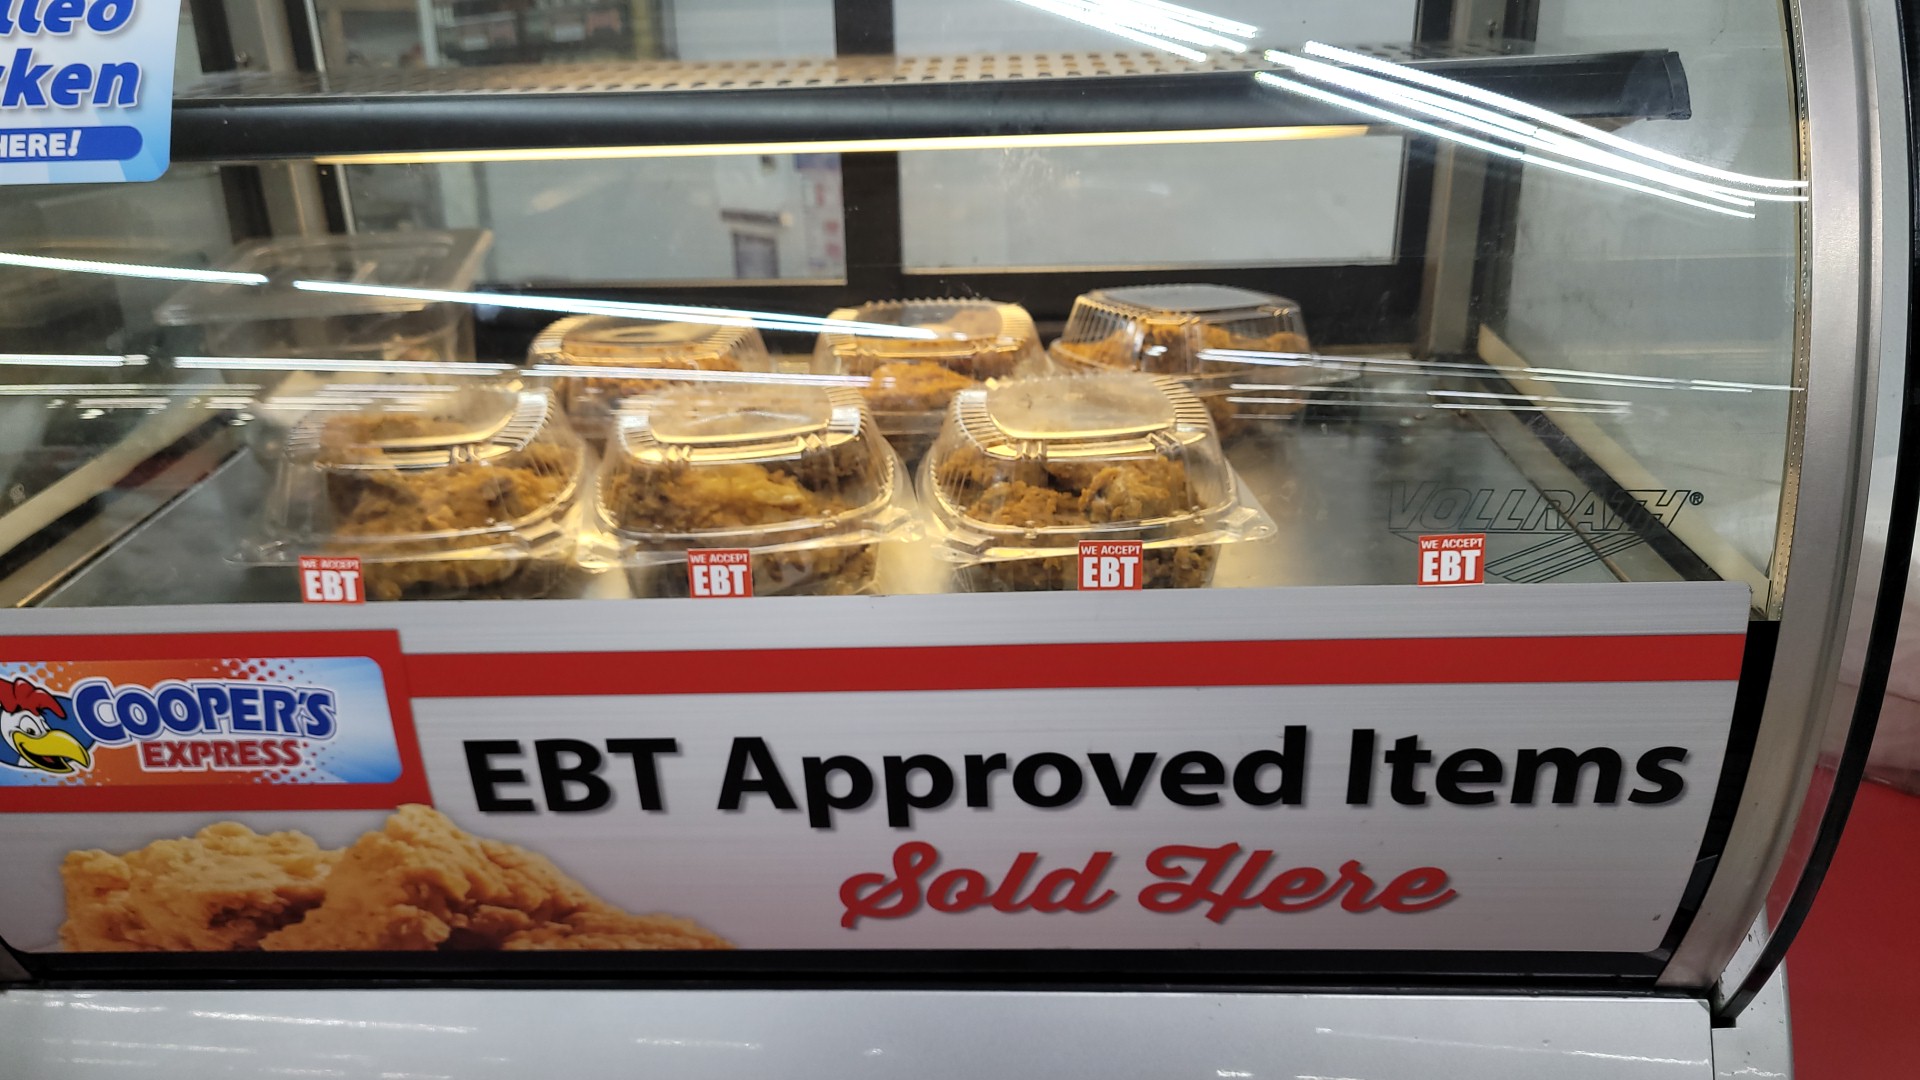 HERE!
VOLLRATH®
WE ACCEPT
EBT
WE ACCEPT
EBT
WE ACCEPT
EBT
WE ACCEPT
EBT
COOPER'S
EXPRESS
EBT Approved Items
Sold Here